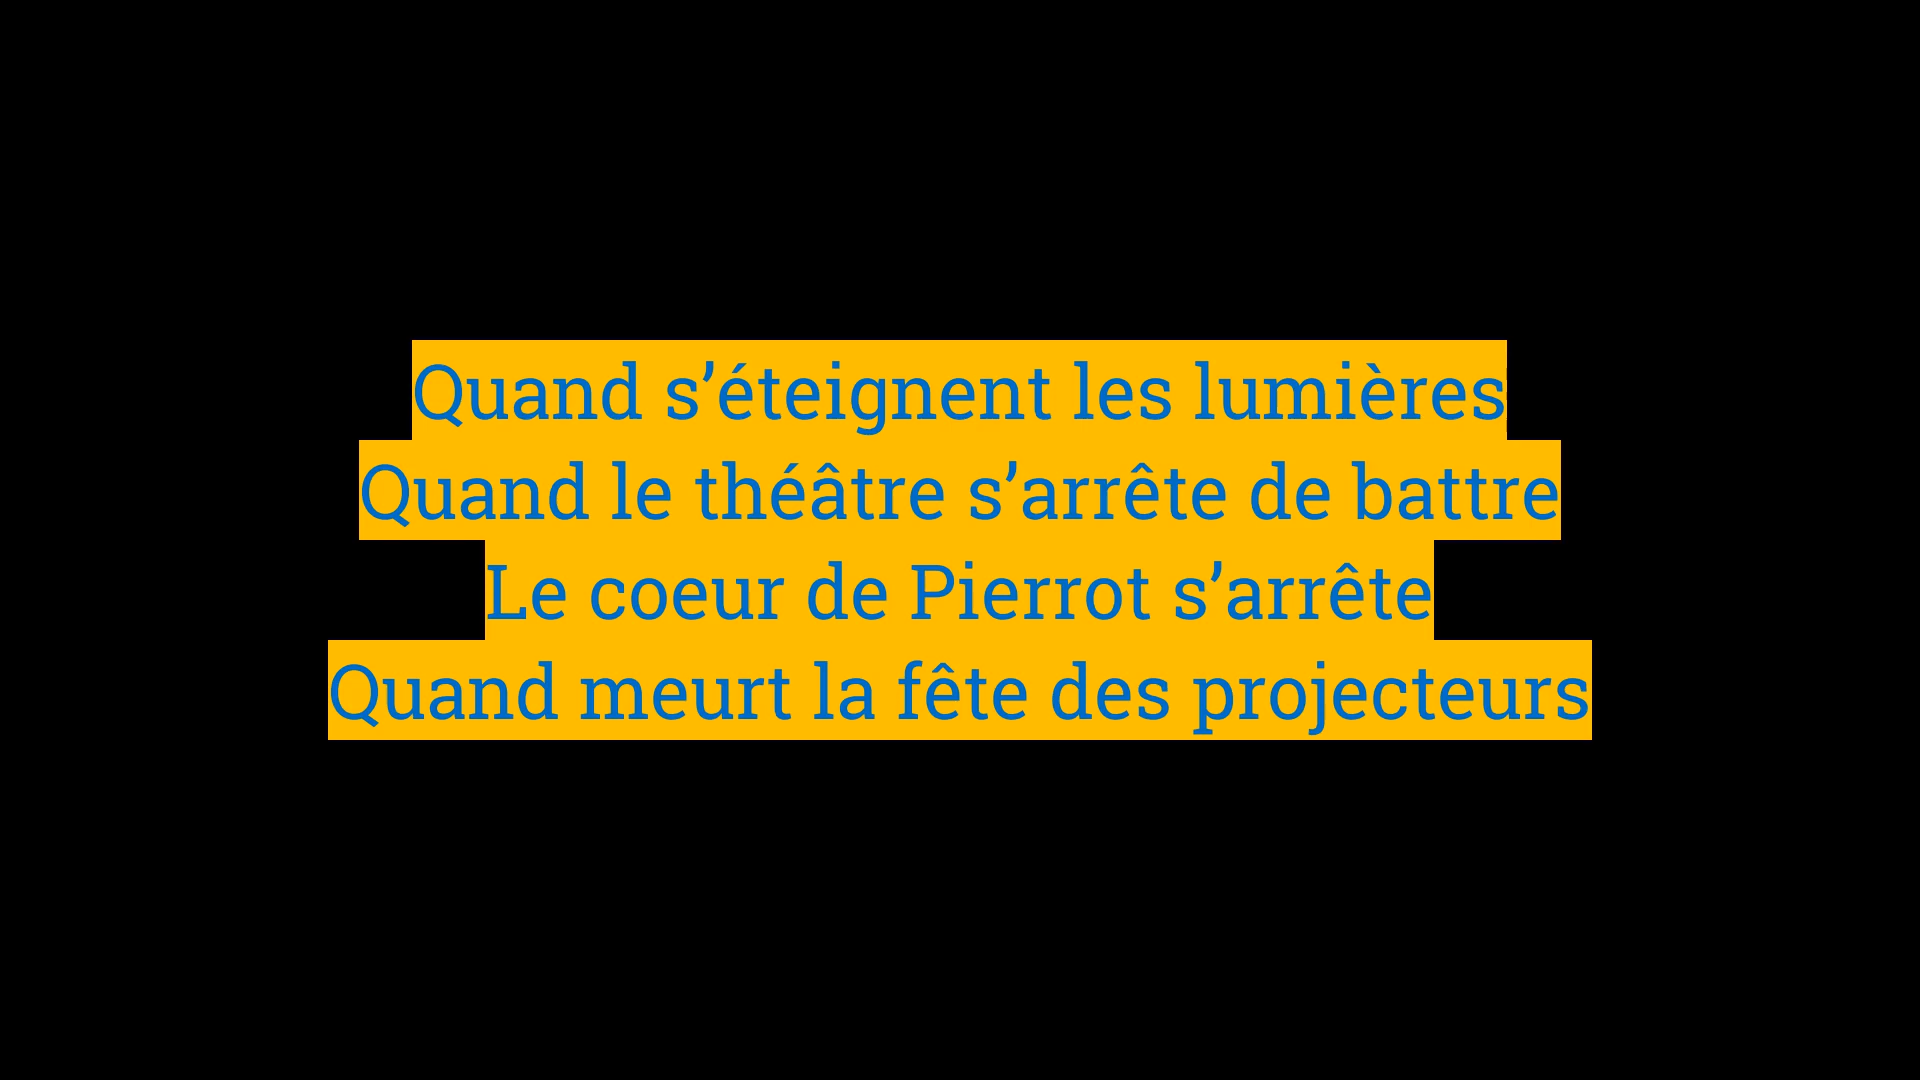 Quand s’éteignent les lumières
Quand le théâtre s’arrête de battre
Le coeur de Pierrot s’arrête
Quand meurt la fête des projecteurs